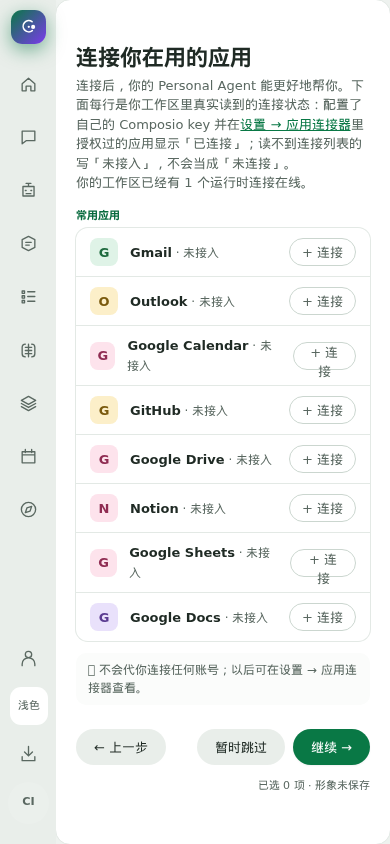 连接你在用的应用
连接后，你的 Personal Agent 能更好地帮你。下
面每行是你工作区里真实读到的连接状态：配置了
自己的 Composio key 并在设置 → 应用连接器里
授权过的应用显示「已连接」；读不到连接列表的
写「未接入」，不会当成「未连接」。
你的工作区已经有 1 个运行时连接在线。
常用应用
G Gmail · 未接入 + 连接
O Outlook · 未接入 + 连接
G Google Calendar · 未
接入
+ 连
接
G GitHub · 未接入 + 连接
G Google Drive · 未接入 + 连接
N Notion · 未接入 + 连接
G Google Sheets · 未接
入
+ 连
接
G Google Docs · 未接入 + 连接
不会代你连接任何账号；以后可在设置 → 应用连
接器查看。
← 上一步 暂时跳过 继续 →
已选 0 项 · 形象未保存
浅色
CI